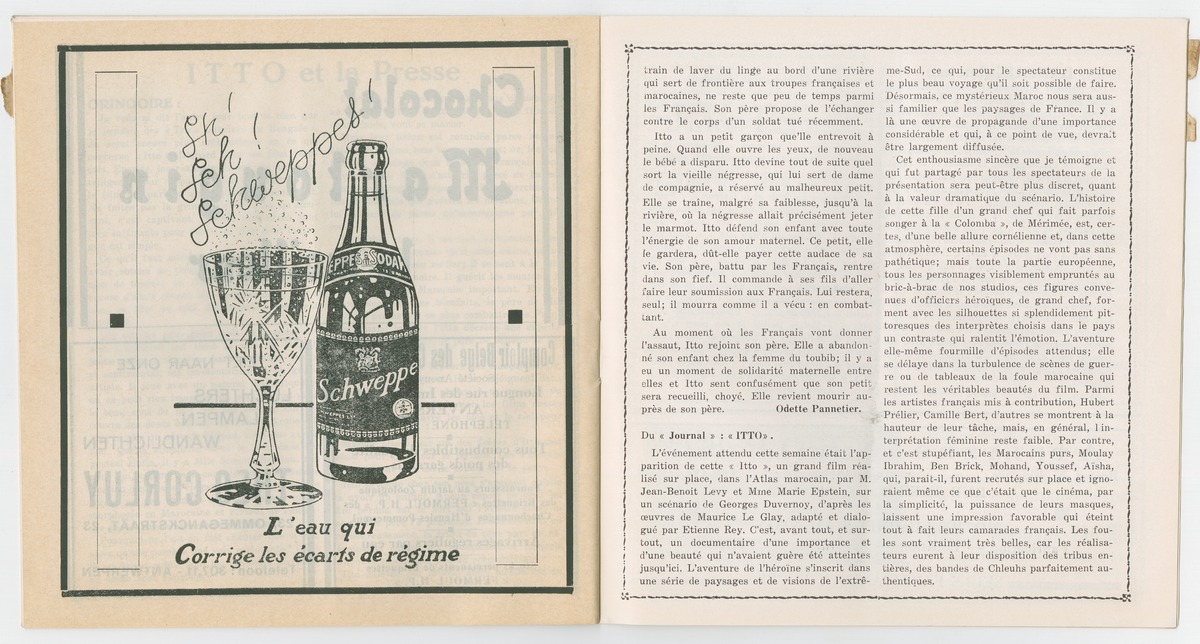 Sh!
Sch!
Schweppes!
EPPES SODA
Schweppe
L'eau qui
Corrige les écarts de régime
train de laver du linge au bord d'une rivière
qui sert de frontière aux troupes françaises et
marocaines, ne reste que peu de temps parmi
les Français. Son père propose de l'échanger
contre le corps d'un soldat tué récemment.
Itto a un petit garçon que'lle entrevoit à
peine. Quand elle ouvre les yeux, de nouveau
le bébé a disparu. Itto devine tout de suite quel
sort la vieille négresse, qui lui sert de dame
de compagnie, a réservé au malheureux petit.
Elle se traîne, malgré sa faiblesse, jusqu'à la
rivière, où la négresse allait précisément jeter
le marmot. Itto défend son enfant avec toute
l'énergie de son amour maternel. Ce petit, elle
le gardera, dût-elle payer cette audace de sa
vie. Son père, battu par les Français, rentre
dans son fief. Il commande à ses fils d'aller
faire leur soumission aux Français. Lui restera,
seul; il mourra comme il a vécu : en combat-
tant.
Au moment où les Français vont donner
l'assaut, Itto rejoint son père. Elle a abandon-
né son enfant chez la femme du toubib; il y a
eu un moment de solidarité maternelle entre
elles et Itto sent confusément que son petit
sera recueilli, choyé. Elle revient mourir au-
près de son père. Odette Pannetier.
Du « Journal » : « ITTO».
L'événement attendu cette semaine était l'ap-
parition de cette « Itto », un grand film réa-
lisé sur place, dans l'Atlas marocain, par M.
Jean-Benoit Levy et Mme Marie Epstein, sur
un scénario de Georges Duvernoy, d'après les
œuvres de Maurice Le Glay, adapté et dialo-
gué par Etienne Rey. C'est, avant tout, et sur-
tout, un documentaire d'une importance et
d'une beauté qui n'avaient guère été atteintes
jusqu'ici. L'aventure de l'héroïne s'inscrit dans
une série de paysages et de visions de l'extrê-
me-Sud, ce qui, pour le spectateur constitue
le plus beau voyage qu'il soit possible de faire.
Désormais, ce mystérieux Maroc nous sera aus-
si familier que les paysages de France. Il y a
là une œuvre de propagande d'une importance
considérable et qui, à ce point de vue, devrait
être largement diffusée.
Cet enthousiasme sincère que je témoigne et
qui fut partagé par tous les spectateurs de la
présentation sera peut-être plus discret, quant
à la valeur dramatique du scénario. L'histoire
de cette fille d'un grand chef qui fait parfois
songer à la « Colomba », de Mérimée, est, cer-
tes, d'une belle allure cornélienne et, dans cette
atmosphère, certains épisodes ne vont pas sans
pathétique; mais toute la partie européenne,
tous les personnages visiblement empruntés au
bric-à-brac de nos studios, ces figures conve-
nues d'officiers héroïques, de grand chef, for-
ment avec les silhouettes si splendidement pit-
toresques des interprètes choisis dans le pays
un contraste qui ralentit l'émotion. L'aventure
elle-même fourmille d'épisodes attendus; elle
se délaye dans la turbulence de scènes de guer-
re ou de tableaux de la foule marocaine qui
restent les véritables beautés du film. Parmi
les artistes français mis à contribution, Hubert
Prélier, Camille Bert, d'autres se montrent à la
hauteur de leur tâche, mais, en général, l'in-
terprétation féminine reste faible. Par contre,
et c'est stupéfiant, les Marocains purs, Moulay
Ibrahim, Ben Brick, Mohand, Youssef, Aïsha,
qui, paraît-il, furent recrutés sur place et igno-
raient même ce que c'était que le cinéma, par
la simplicité, la puissance de leurs masques,
laissent une impression favorable qui éteint
tout à fait leurs camarades français. Les fou-
les sont vraiment très belles, car les réalisa-
teurs eurent à leur disposition des tribus en-
tières, des bandes de Chleuhs parfaitement au-
thentiques.